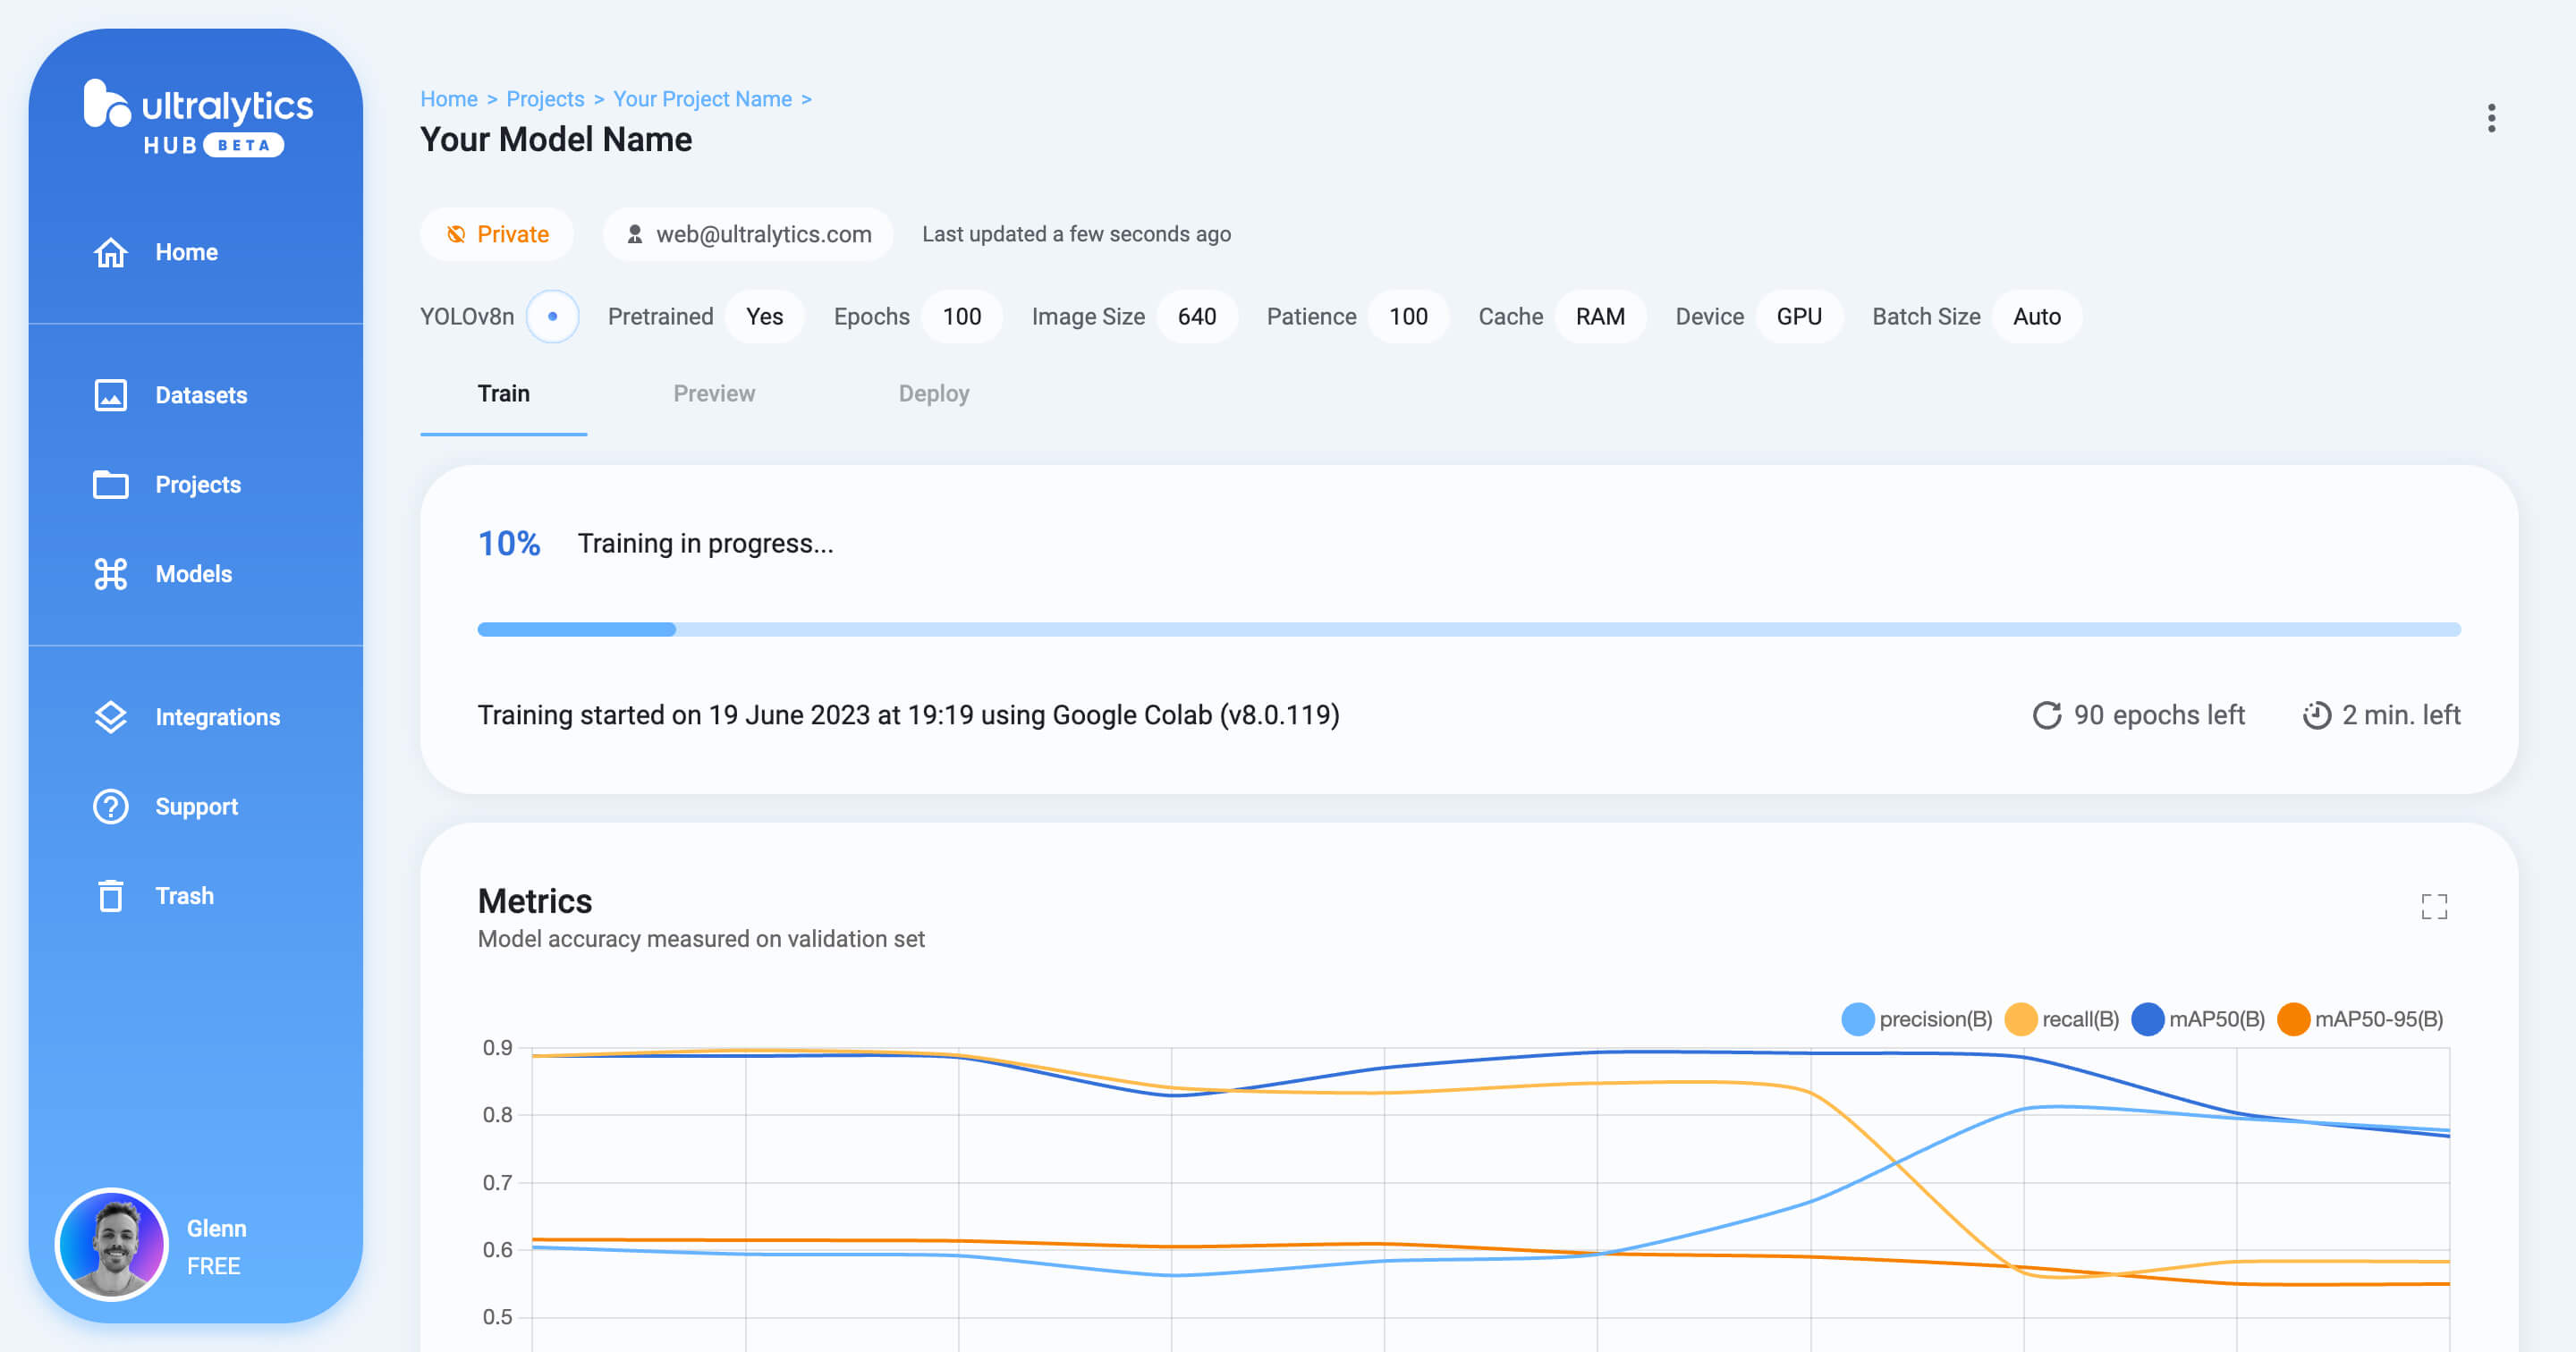 ultralytics
HUB BETA
Home
Datasets
Projects
Models
Integrations
Support
Trash
Glenn
FREE
Home > Projects > Your Project Name >
Your Model Name
Private web@ultralytics.com Last updated a few seconds ago
YOLOv8n Pretrained Yes Epochs 100 Image Size 640 Patience 100 Cache RAM Device GPU Batch Size Auto
Train Preview Deploy
10% Training in progress...
Training started on 19 June 2023 at 19:19 using Google Colab (v8.0.119) 90 epochs left 2 min. left
Metrics
Model accuracy measured on validation set
precision(B) recall(B) mAP50(B) mAP50-95(B)
0.9
0.8
0.7
0.6
0.5